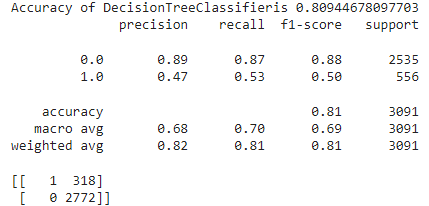 Accuracy of DecisionTreeClassifieris 0.80944678097703
precision recall f1-score support
0.0 0.89 0.87 0.88 2535
1.0 0.47 0.53 0.50 556
accuracy 0.81 3091
macro avg 0.68 0.70 0.69 3091
weighted avg 0.82 0.81 0.81 3091
[[ 1 318]
[ 0 2772]]